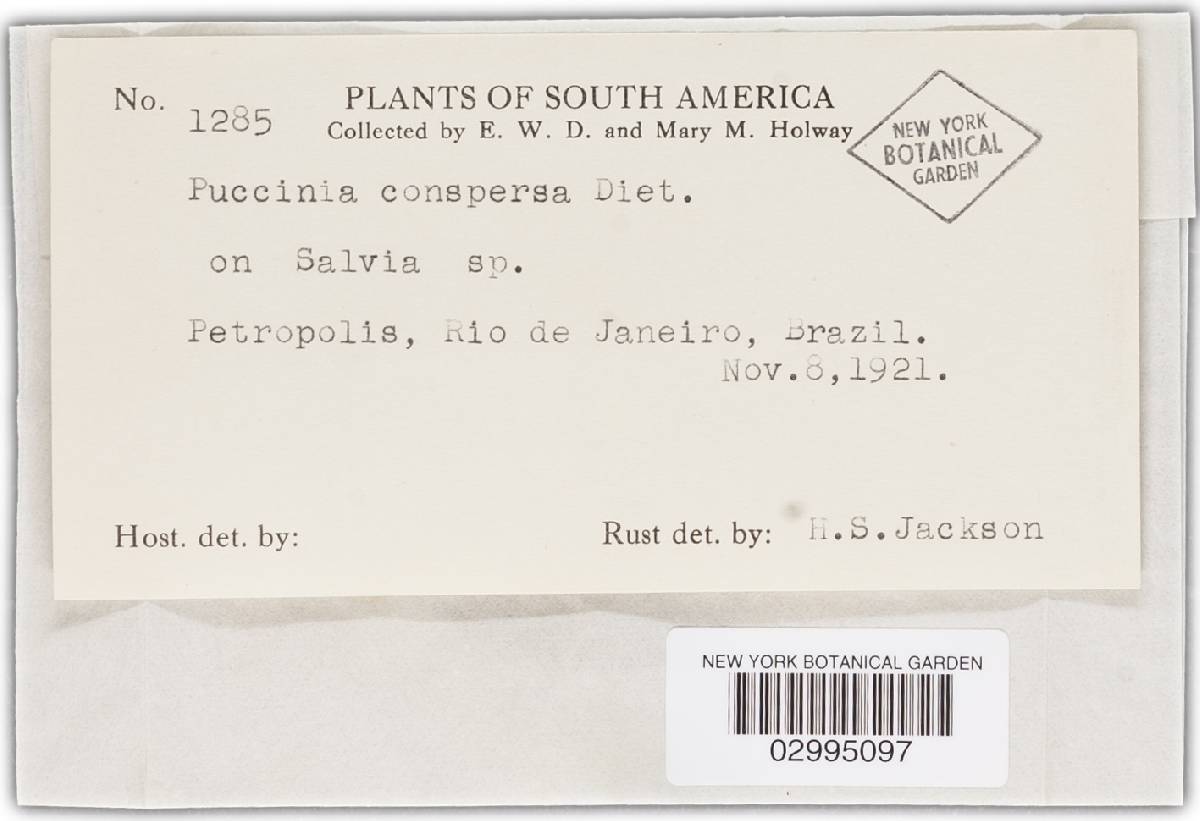 No. 1285
PLANTS OF SOUTH AMERICA
Collected by E. W. D. and Mary M. Holway
NEW YORK
BOTANICAL
GARDEN
Puccinia conspersa Diet.
on Salvia sp.
Petropolis, Rio de Janeiro, Brazil.
Nov.8,1921.
Host. det. by:
Rust det. by: H.S.Jackson
NEW YORK BOTANICAL GARDEN
02995097